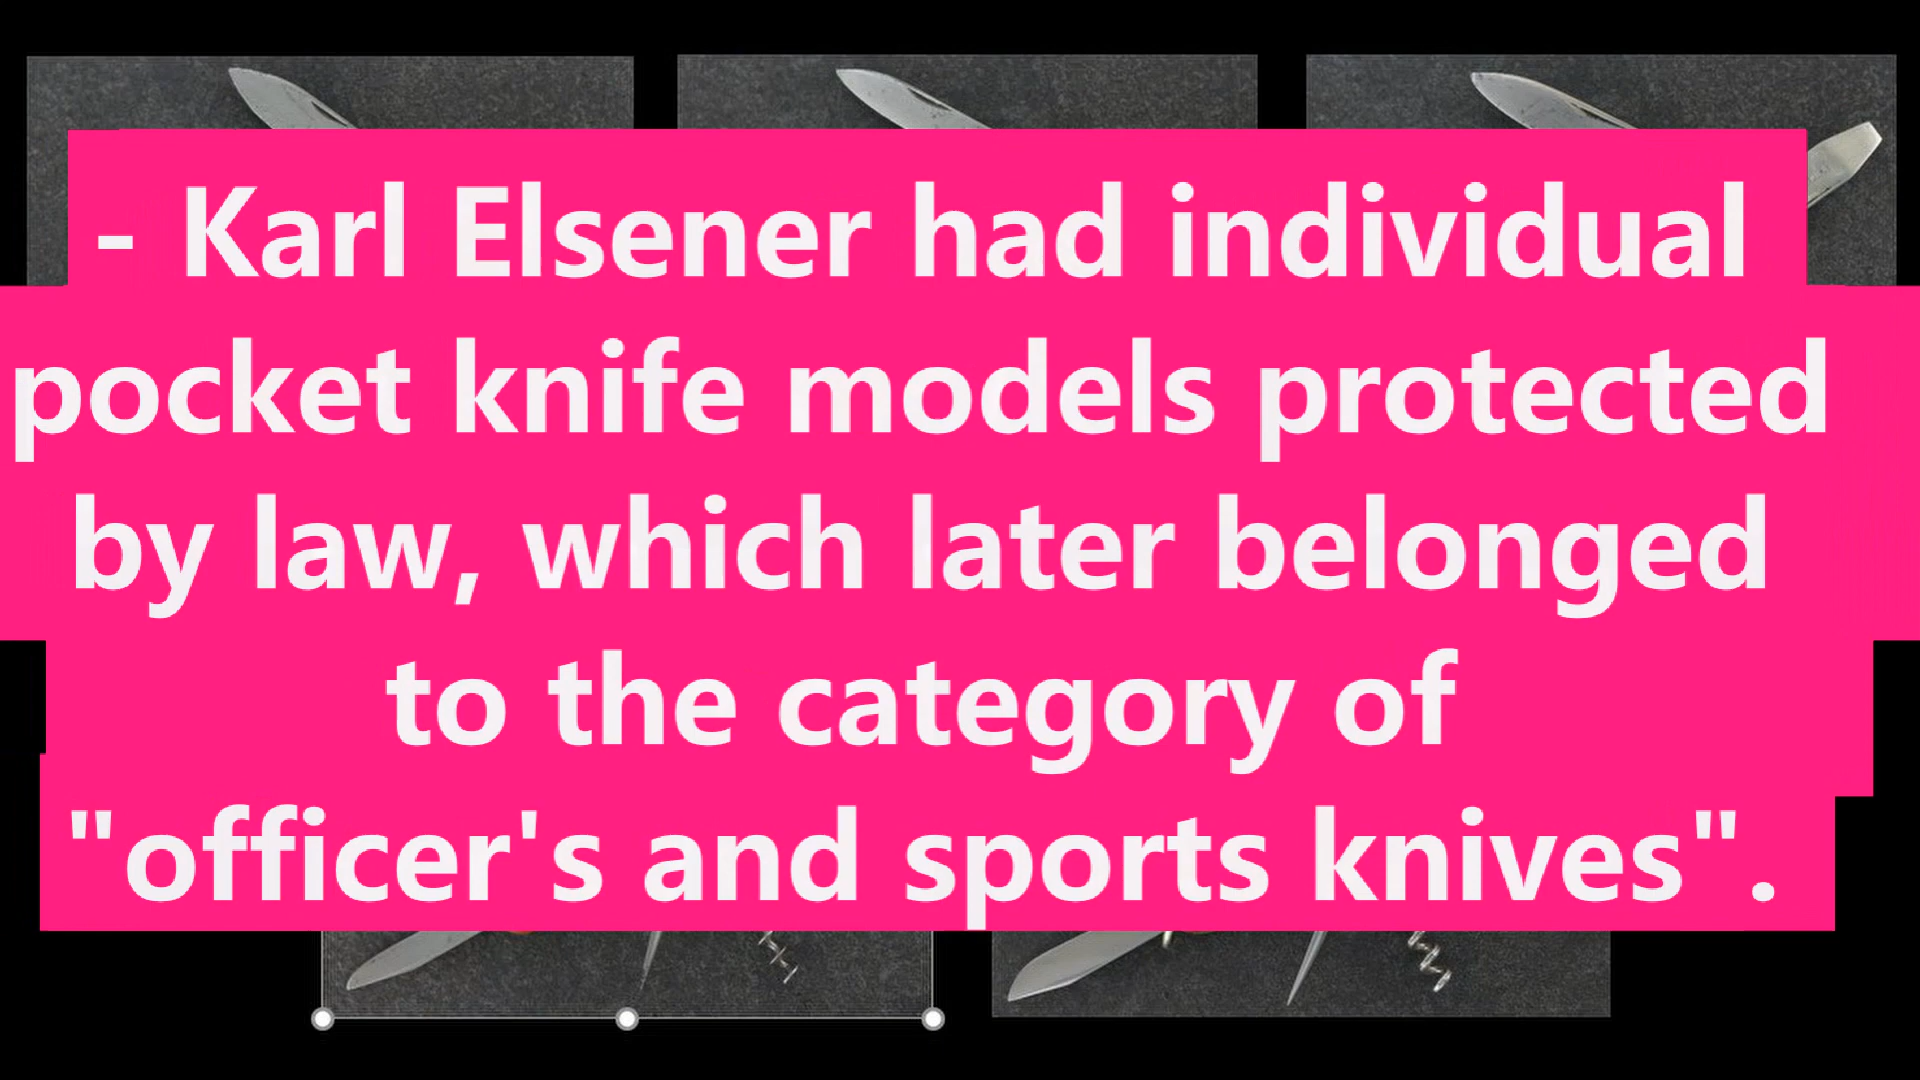 - Karl Elsener had individual
pocket knife models protected
by law, which later belonged
to the category of
"officer's and sports knives".